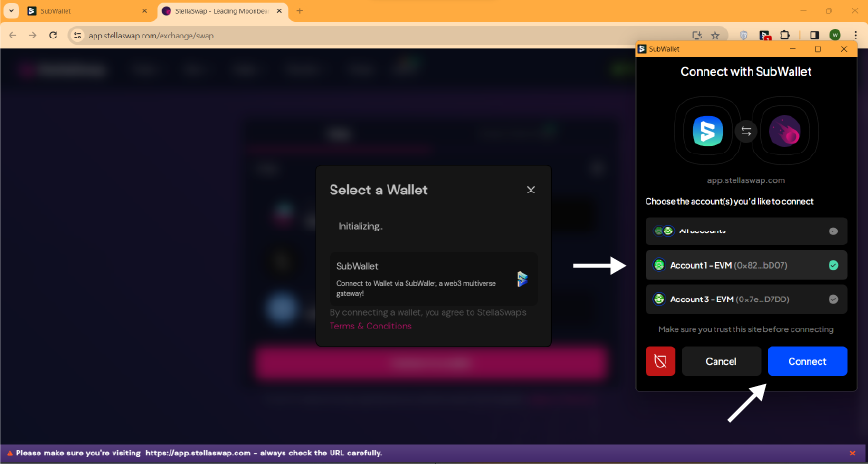 SubWallet
StellaSwap - Leading Moonbea
app.stellaswap.com/exchange/swap
W
Select a Wallet
Initializing.
SubWallet
Connect to Wallet via SubWalle, a web3 multiverse
gateway!
By connecting a wallet, you agree to StellaSwap's
Terms & Conditions
SubWallet
Connect with SubWallet
app.stellaswap.com
Choose the account(s) you'd like to connect
All accounts
Account 1 - EVM (0x82...bD07)
Account 3 - EVM (0x7e...D7DD)
Make sure you trust this site before connecting
Cancel
Connect
Please make sure you're visiting https://app.stellaswap.com - always check the URL carefully.